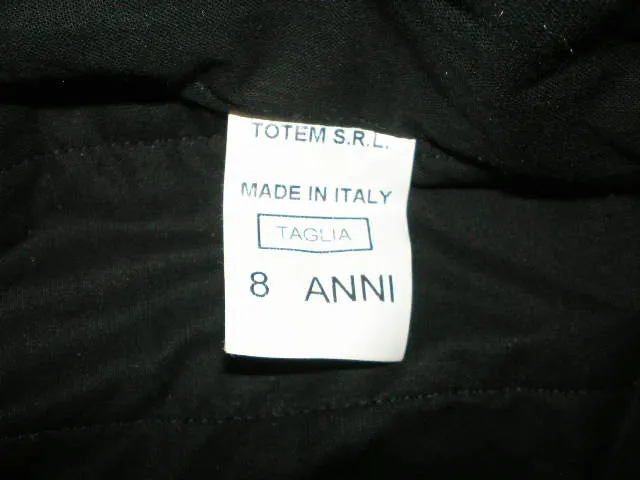 TOTEM S.R.L.
MADE IN ITALY
TAGLIA
8 ANNI